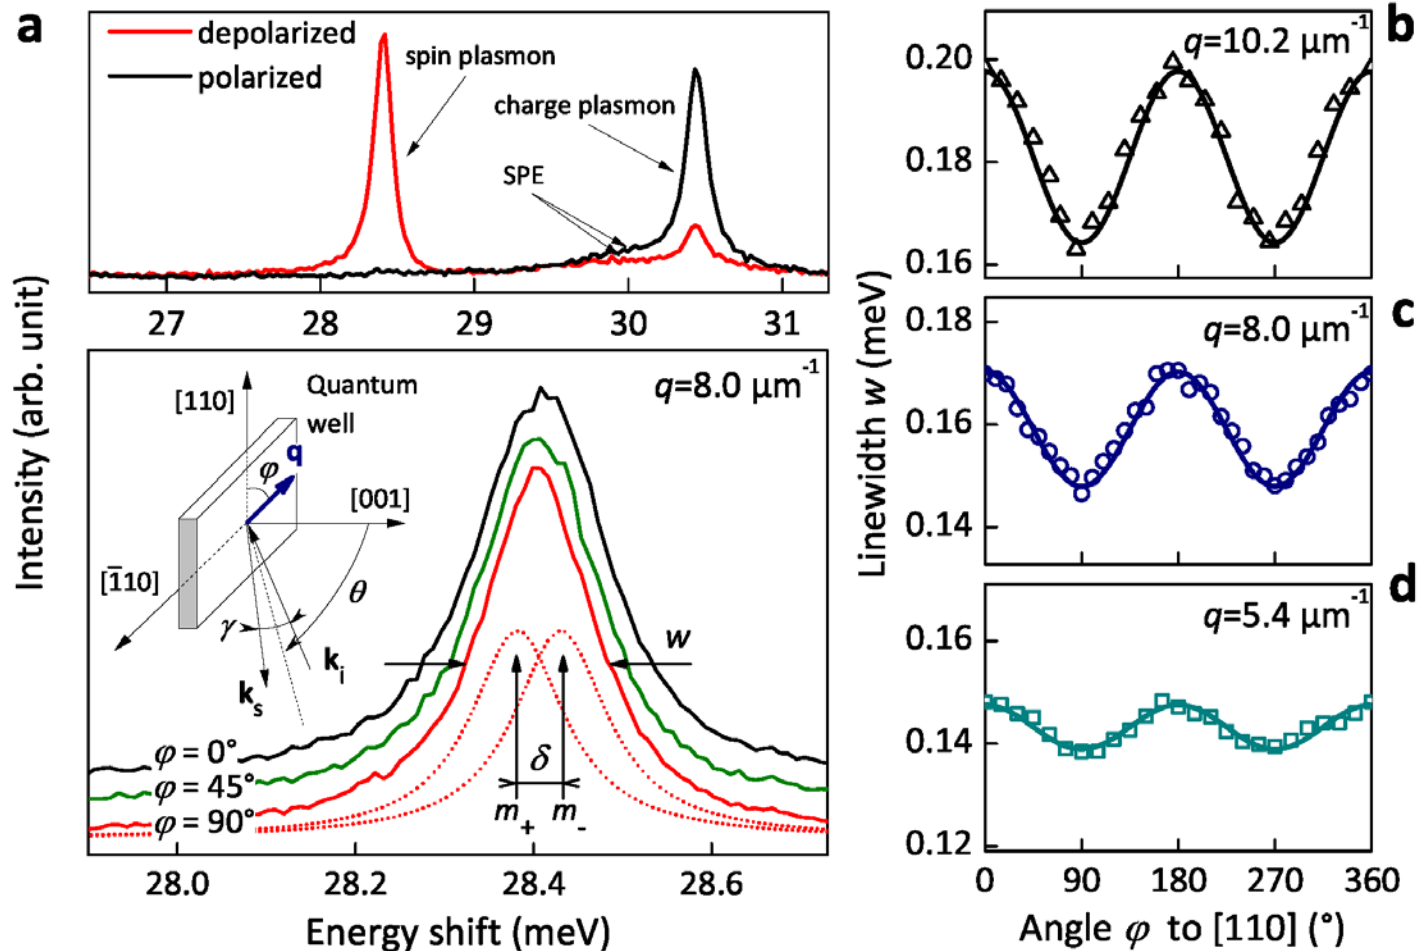 a
depolarized
polarized
spin plasmon
charge plasmon
SPE
27 28 29 30 31
Intensity (arb. unit)
q=8.0 μm⁻¹
[110]
Quantum
well
q
φ
[001]
[1̅10]
θ
γ
kᵢ
kₛ
w
φ = 0°
φ = 45°
φ = 90°
δ
m₊ m₋
28.0 28.2 28.4 28.6
Energy shift (meV)
b
q=10.2 μm⁻¹
0.20
0.18
0.16
Linewidth w (meV)
c
q=8.0 μm⁻¹
0.18
0.16
0.14
d
q=5.4 μm⁻¹
0.16
0.14
0.12
0 90 180 270 360
Angle φ to [110] (°)